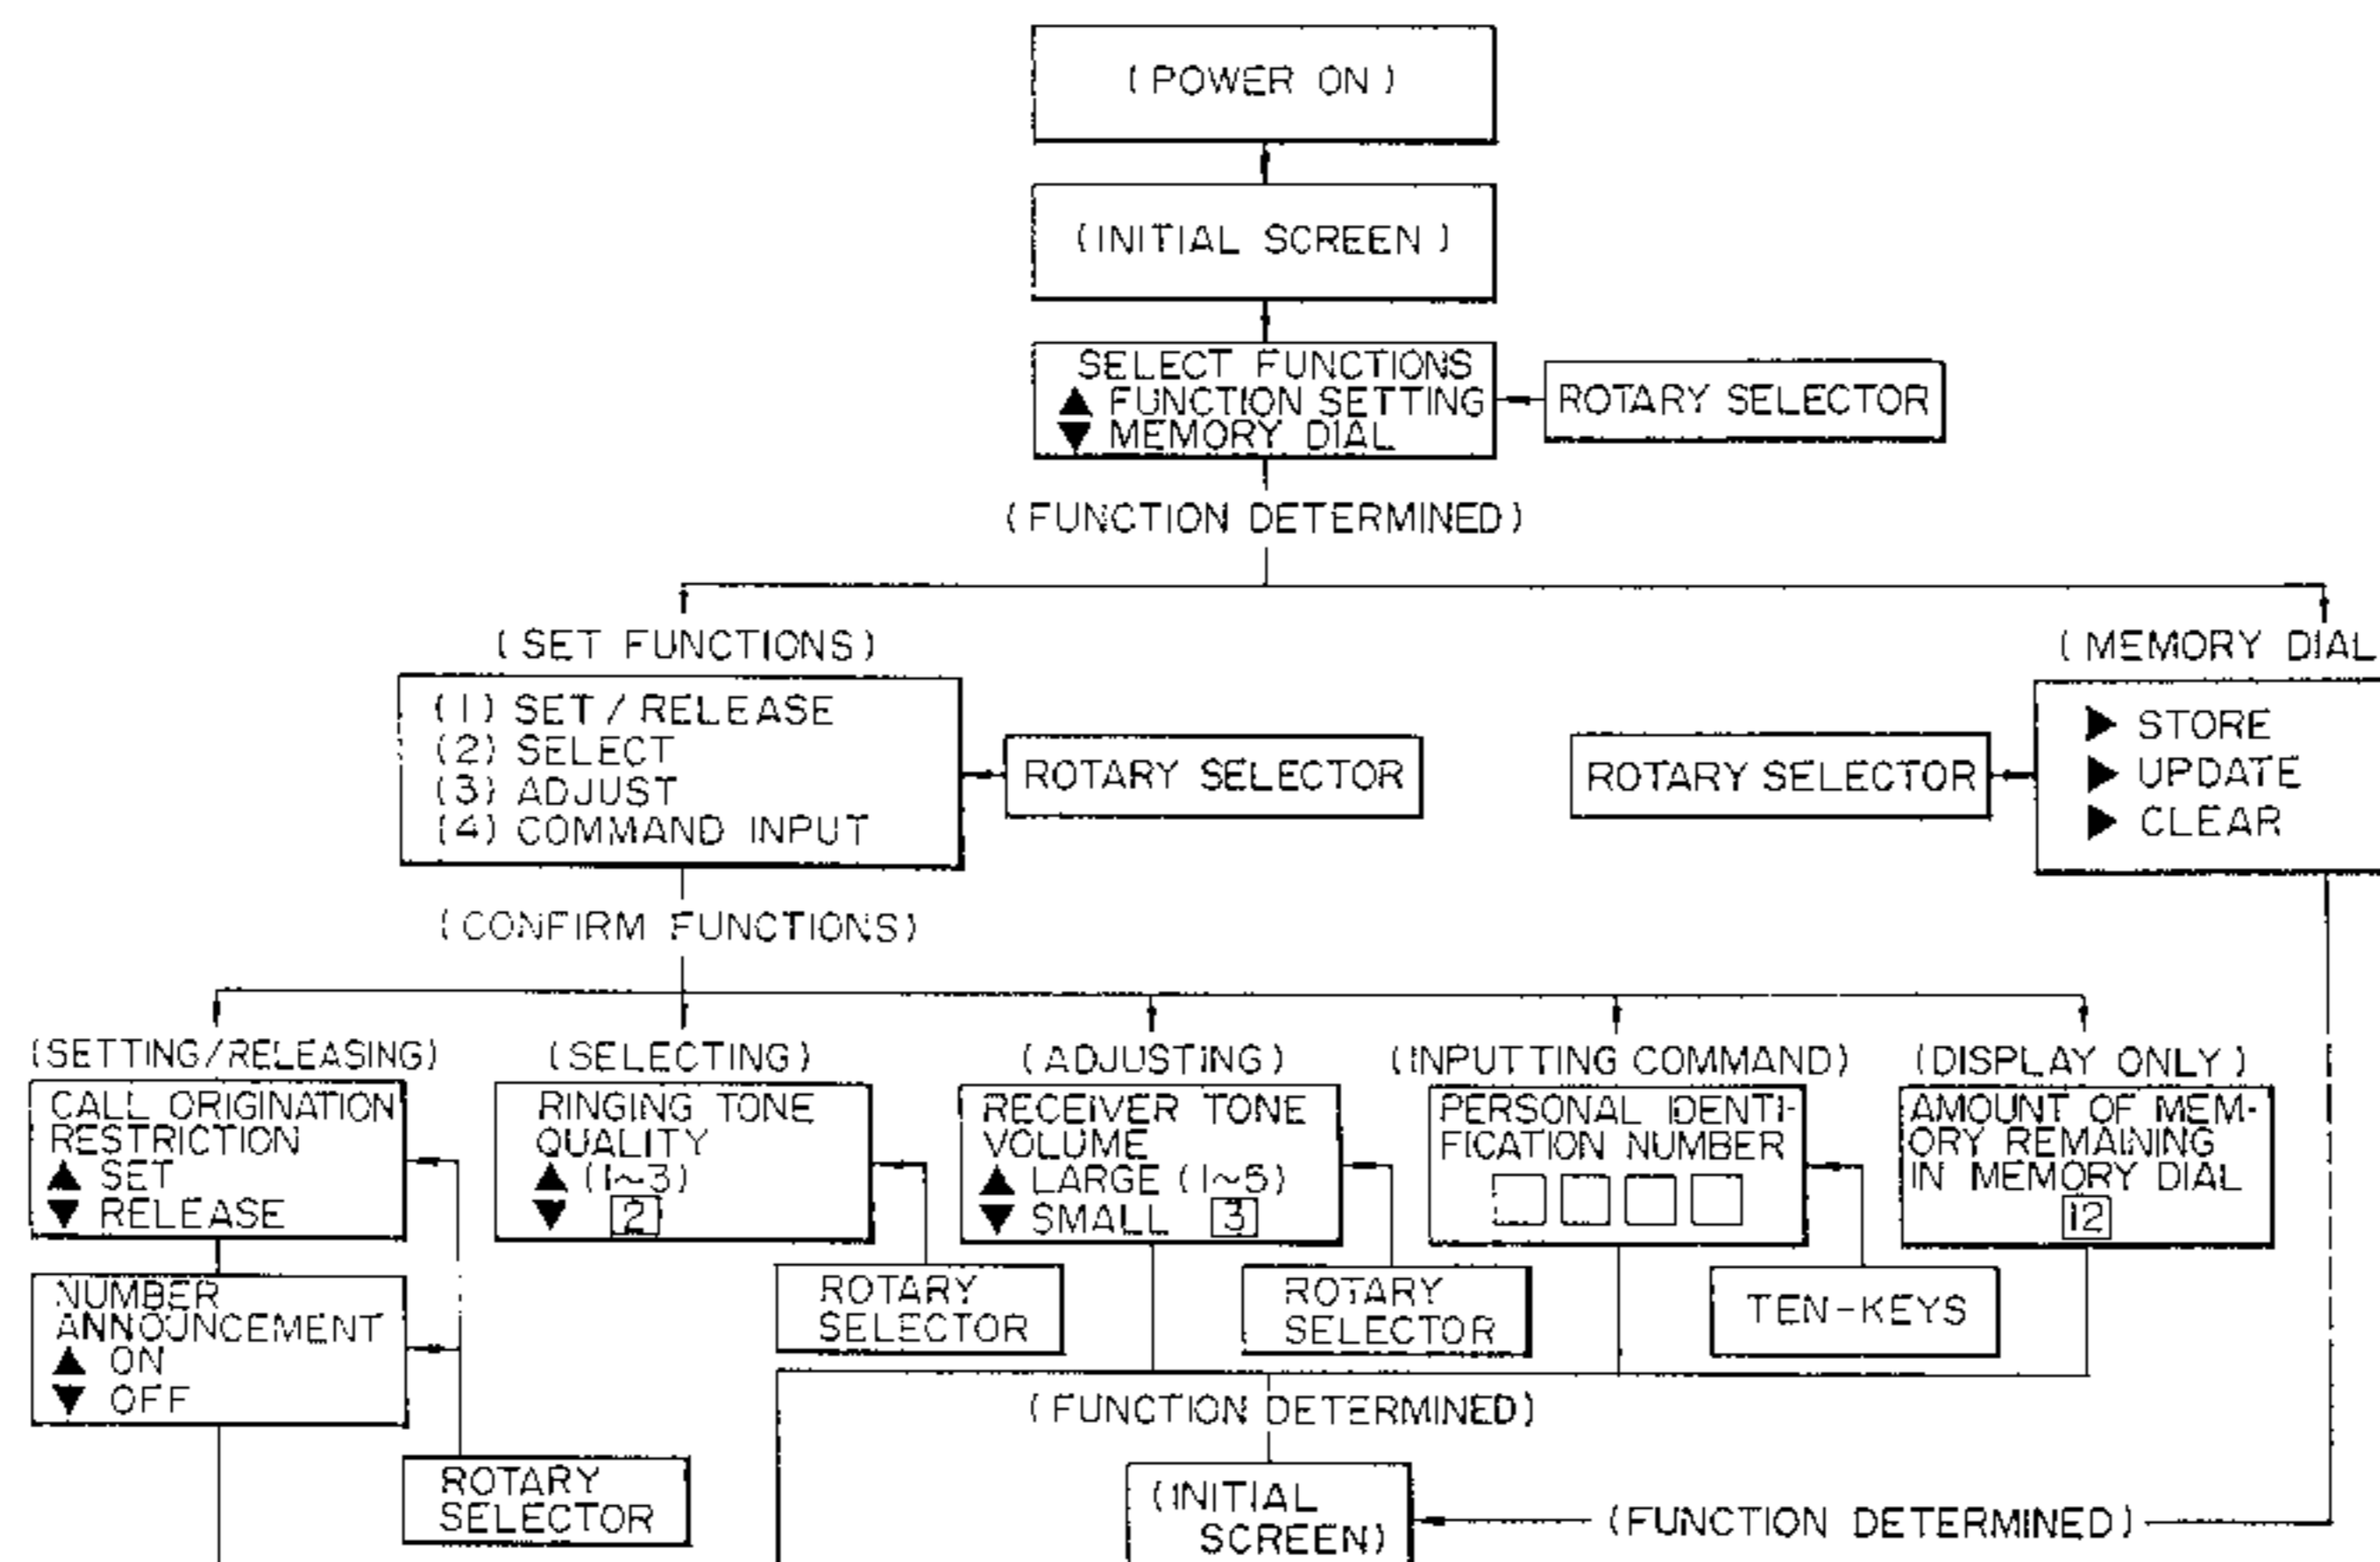 (POWER ON)
(INITIAL SCREEN)
SELECT FUNCTIONS
▲ FUNCTION SETTING
▼ MEMORY DIAL
ROTARY SELECTOR
(FUNCTION DETERMINED)
(SET FUNCTIONS)
(1) SET / RELEASE
(2) SELECT
(3) ADJUST
(4) COMMAND INPUT
ROTARY SELECTOR
ROTARY SELECTOR
(MEMORY DIAL
▶ STORE
▶ UPDATE
▶ CLEAR
(CONFIRM FUNCTIONS)
(SETTING/RELEASING)
CALL ORIGINATION
RESTRICTION
▲ SET
▼ RELEASE
NUMBER
ANNOUNCEMENT
▲ ON
▼ OFF
ROTARY
SELECTOR
(SELECTING)
RINGING TONE
QUALITY
▲ (1~3)
▼ 2
ROTARY
SELECTOR
(ADJUSTING)
RECEIVER TONE
VOLUME
▲ LARGE (1~5)
▼ SMALL 3
ROTARY
SELECTOR
(INPUTTING COMMAND)
PERSONAL IDENTI-
FICATION NUMBER
TEN-KEYS
(DISPLAY ONLY)
AMOUNT OF MEM-
ORY REMAINING
IN MEMORY DIAL
12
(FUNCTION DETERMINED)
(INITIAL
SCREEN)
(FUNCTION DETERMINED)